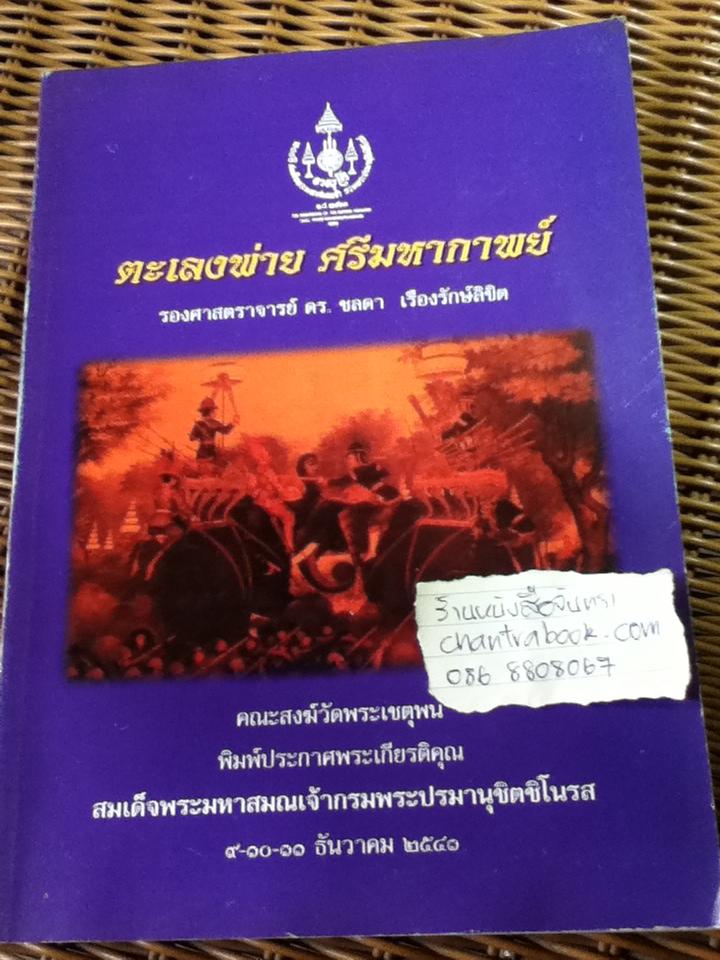 ตะเลงพ่าย ศรีมหากาพย์
รองศาสตราจารย์ ดร. ชลดา เรืองรักษ์ลิขิต
ร้านหนังสือจันทรา
chantrabook.com
086 8808067
คณะสงฆ์วัดพระเชตุพน
พิมพ์ประกาศพระเกียรติคุณ
สมเด็จพระมหาสมณเจ้ากรมพระปรมานุชิตชิโนรส
๙-๑๐-๑๑ ธันวาคม ๒๕๔๑